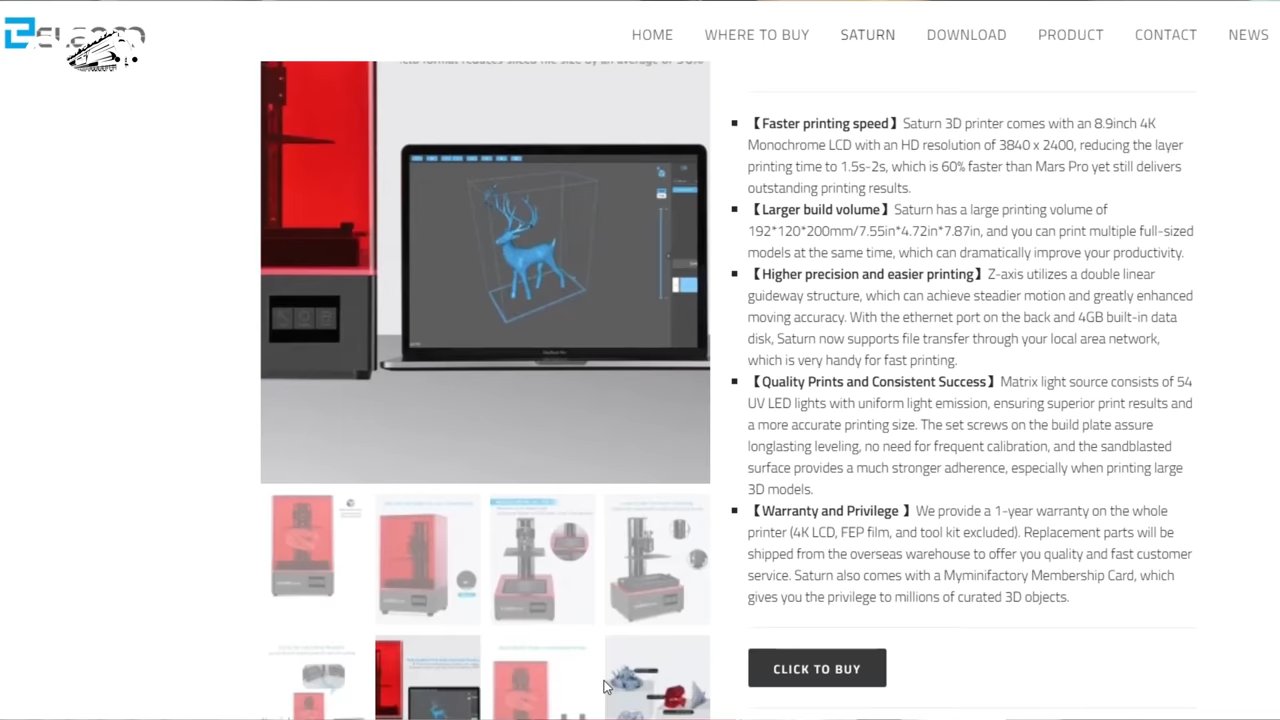 HOME WHERE TO BUY SATURN DOWNLOAD PRODUCT CONTACT NEWS
format reduces sliced file size by an average of
【Faster printing speed】Saturn 3D printer comes with an 8.9inch 4K
Monochrome LCD with an HD resolution of 3840 x 2400, reducing the layer
printing time to 1.5s-2s, which is 60% faster than Mars Pro yet still delivers
outstanding printing results.
【Larger build volume】Saturn has a large printing volume of
192*120*200mm/7.55in*4.72in*7.87in, and you can print multiple full-sized
models at the same time, which can dramatically improve your productivity.
【Higher precision and easier printing】Z-axis utilizes a double linear
guideway structure, which can achieve steadier motion and greatly enhanced
moving accuracy. With the ethernet port on the back and 4GB built-in data
disk, Saturn now supports file transfer through your local area network,
which is very handy for fast printing.
【Quality Prints and Consistent Success】Matrix light source consists of 54
UV LED lights with uniform light emission, ensuring superior print results and
a more accurate printing size. The set screws on the build plate assure
longlasting leveling, no need for frequent calibration, and the sandblasted
surface provides a much stronger adherence, especially when printing large
3D models.
【Warranty and Privilege 】We provide a 1-year warranty on the whole
printer (4K LCD, FEP film, and tool kit excluded). Replacement parts will be
shipped from the overseas warehouse to offer you quality and fast customer
service. Saturn also comes with a Myminifactory Membership Card, which
gives you the privilege to millions of curated 3D objects.
CLICK TO BUY